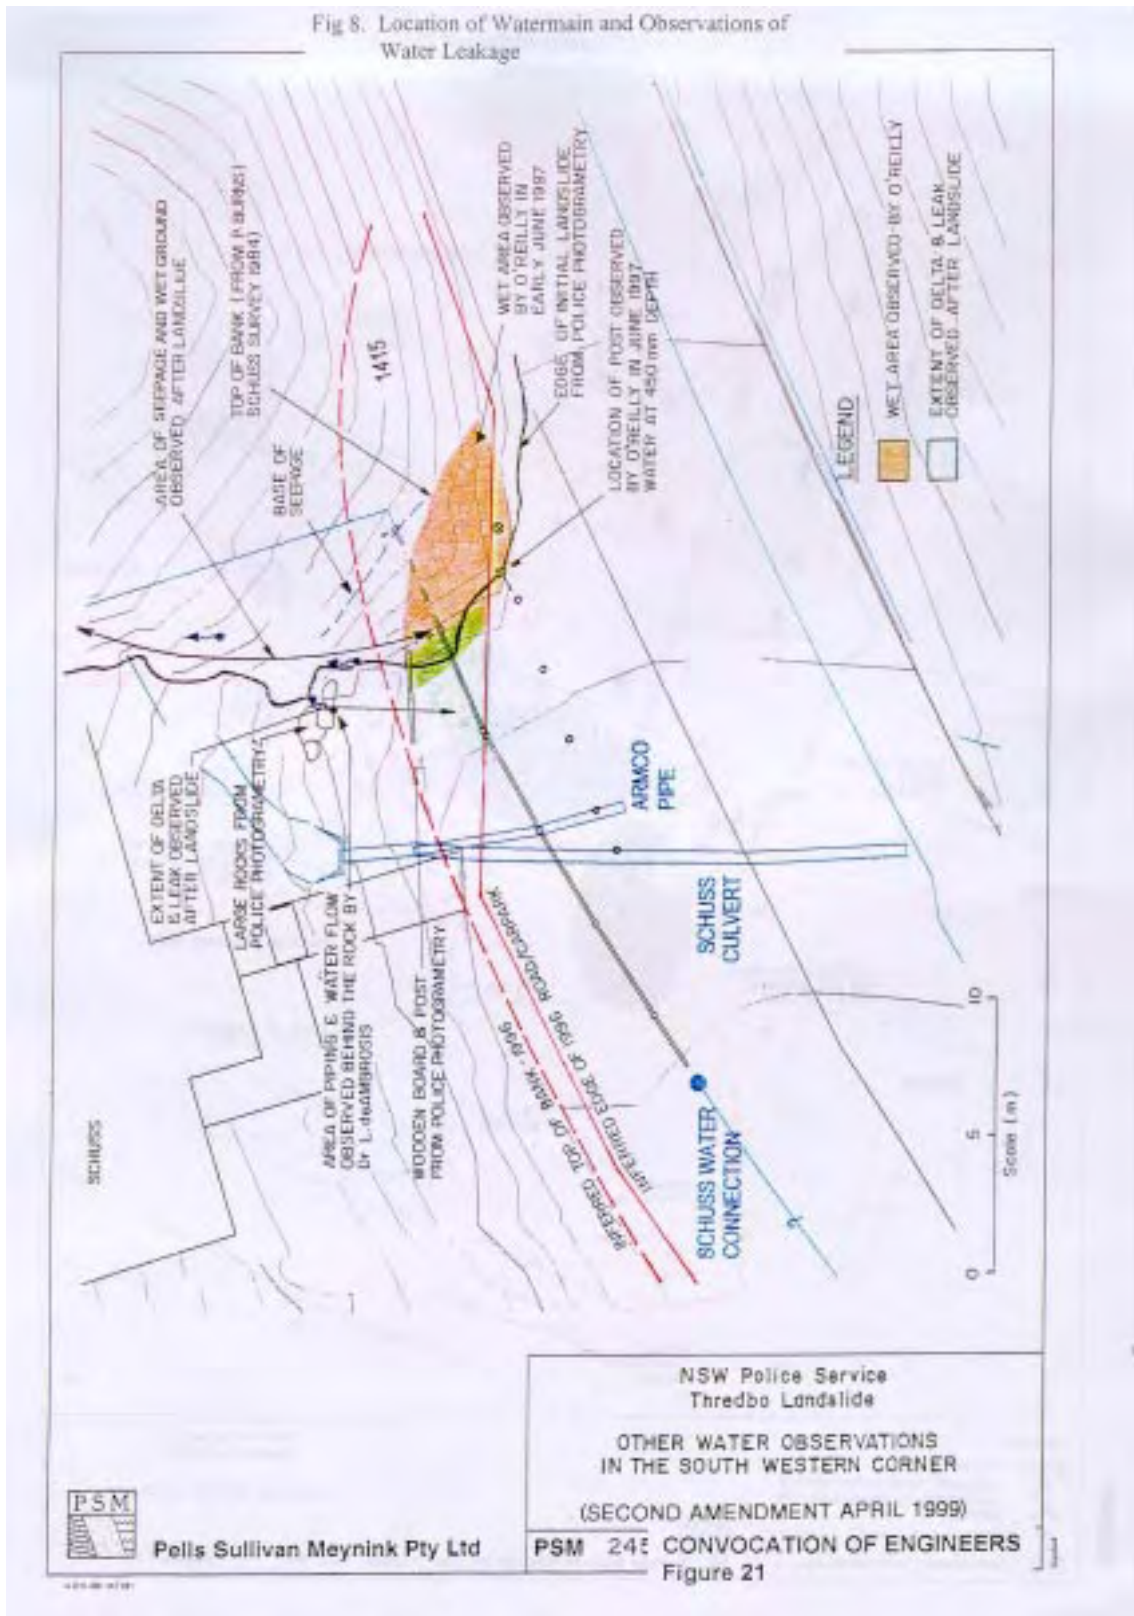 Fig 8. Location of Watermain and Observations of
Water Leakage
AREA OF SEEPAGE AND WET GROUND
OBSERVED AFTER LANDSLIDE
TOP OF BANK (FROM P. BURNS
SCHUSS SURVEY 1984)
BASE OF
SEEPAGE
1415
WET AREA OBSERVED
BY O'REILLY IN
EARLY JUNE 1997
EDGE OF INITIAL LANDSLIDE
FROM POLICE PHOTOGRAMETRY
LOCATION OF POST OBSERVED
BY O'REILLY IN JUNE 1997
WATER AT 450 mm DEPTH
LEGEND
WET AREA OBSERVED BY O'REILLY
EXTENT OF DELTA & LEAK
OBSERVED AFTER LANDSLIDE
EXTENT OF DELTA
& LEAK OBSERVED
AFTER LANDSLIDE
LARGE ROCKS FROM
POLICE PHOTOGRAMETRY
AREA OF PIPING & WATER FLOW
OBSERVED BEHIND THE ROCK BY
Dr L. deAMBROSIS
WOODEN BOARD & POST
FROM POLICE PHOTOGRAMETRY
ARMCO
PIPE
SCHUSS
CULVERT
INFERRED EDGE OF 1996 ROAD/CARPARK
INFERRED TOP OF BANK - 1996
SCHUSS
SCHUSS WATER
CONNECTION
0
5
10
Scale (m)
NSW Police Service
Thredbo Landslide
OTHER WATER OBSERVATIONS
IN THE SOUTH WESTERN CORNER
(SECOND AMENDMENT APRIL 1999)
PSM
Pells Sullivan Meynink Pty Ltd
PSM 245 CONVOCATION OF ENGINEERS
Figure 21